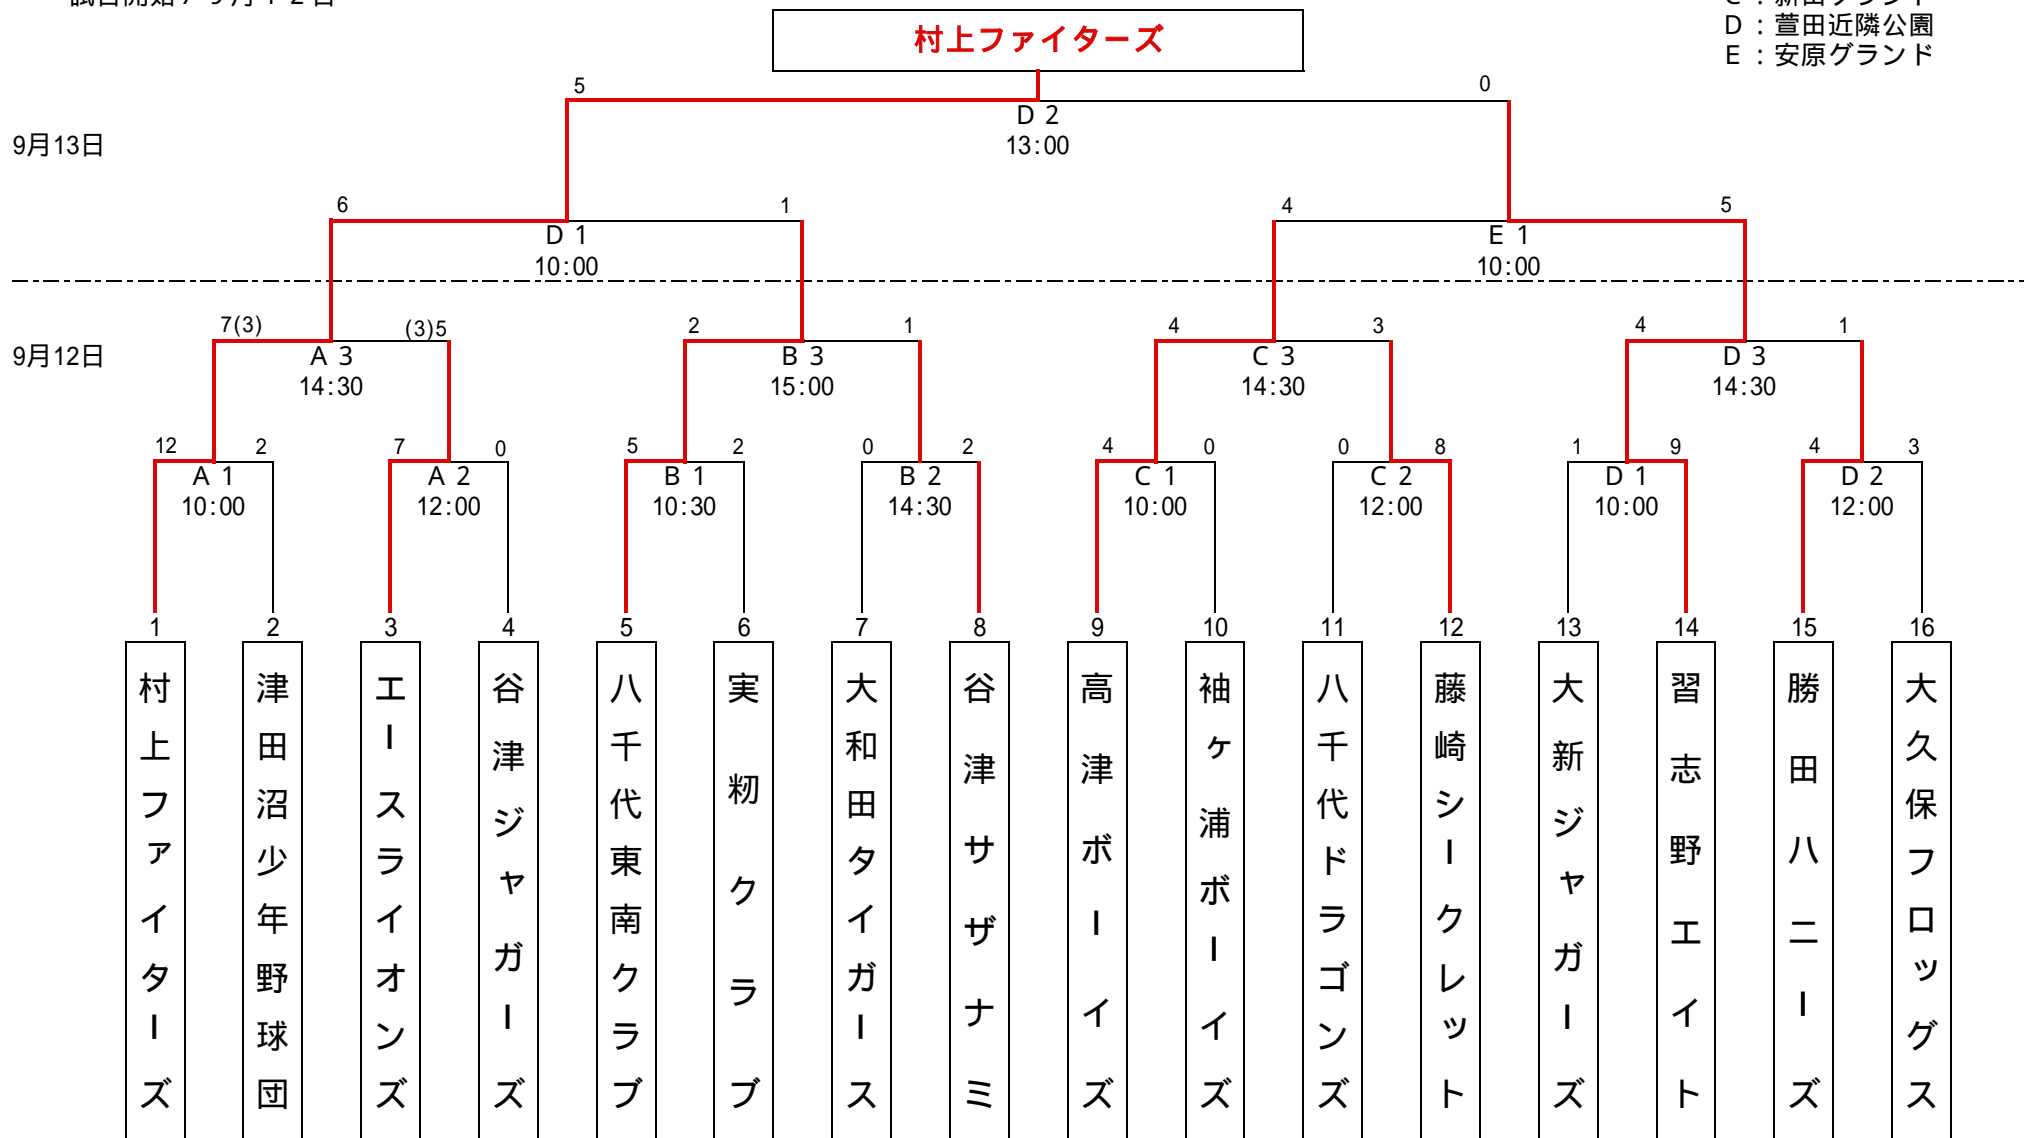 村上ファイターズ
D：萱田近隣公園
E：安原グランド
5
0
D 2
13:00
9月13日
6
1
4
5
D 1
10:00
E 1
10:00
7(3)
(3)5
2
1
4
3
4
1
9月12日
A 3
14:30
B 3
15:00
C 3
14:30
D 3
14:30
12
2
7
0
5
2
0
2
4
0
0
8
1
9
4
3
A 1
10:00
A 2
12:00
B 1
10:30
B 2
14:30
C 1
10:00
C 2
12:00
D 1
10:00
D 2
12:00
1
2
3
4
5
6
7
8
9
10
11
12
13
14
15
16
村上ファイターズ
津田沼少年野球団
エースライオンズ
谷津ジャガーズ
八千代東南クラブ
実籾クラブ
大和田タイガース
谷津サザナミ
高津ボーイズ
袖ヶ浦ボーイズ
八千代ドラゴンズ
藤崎シークレット
大新ジャガーズ
習志野エイト
勝田ハニーズ
大久保フロッグス